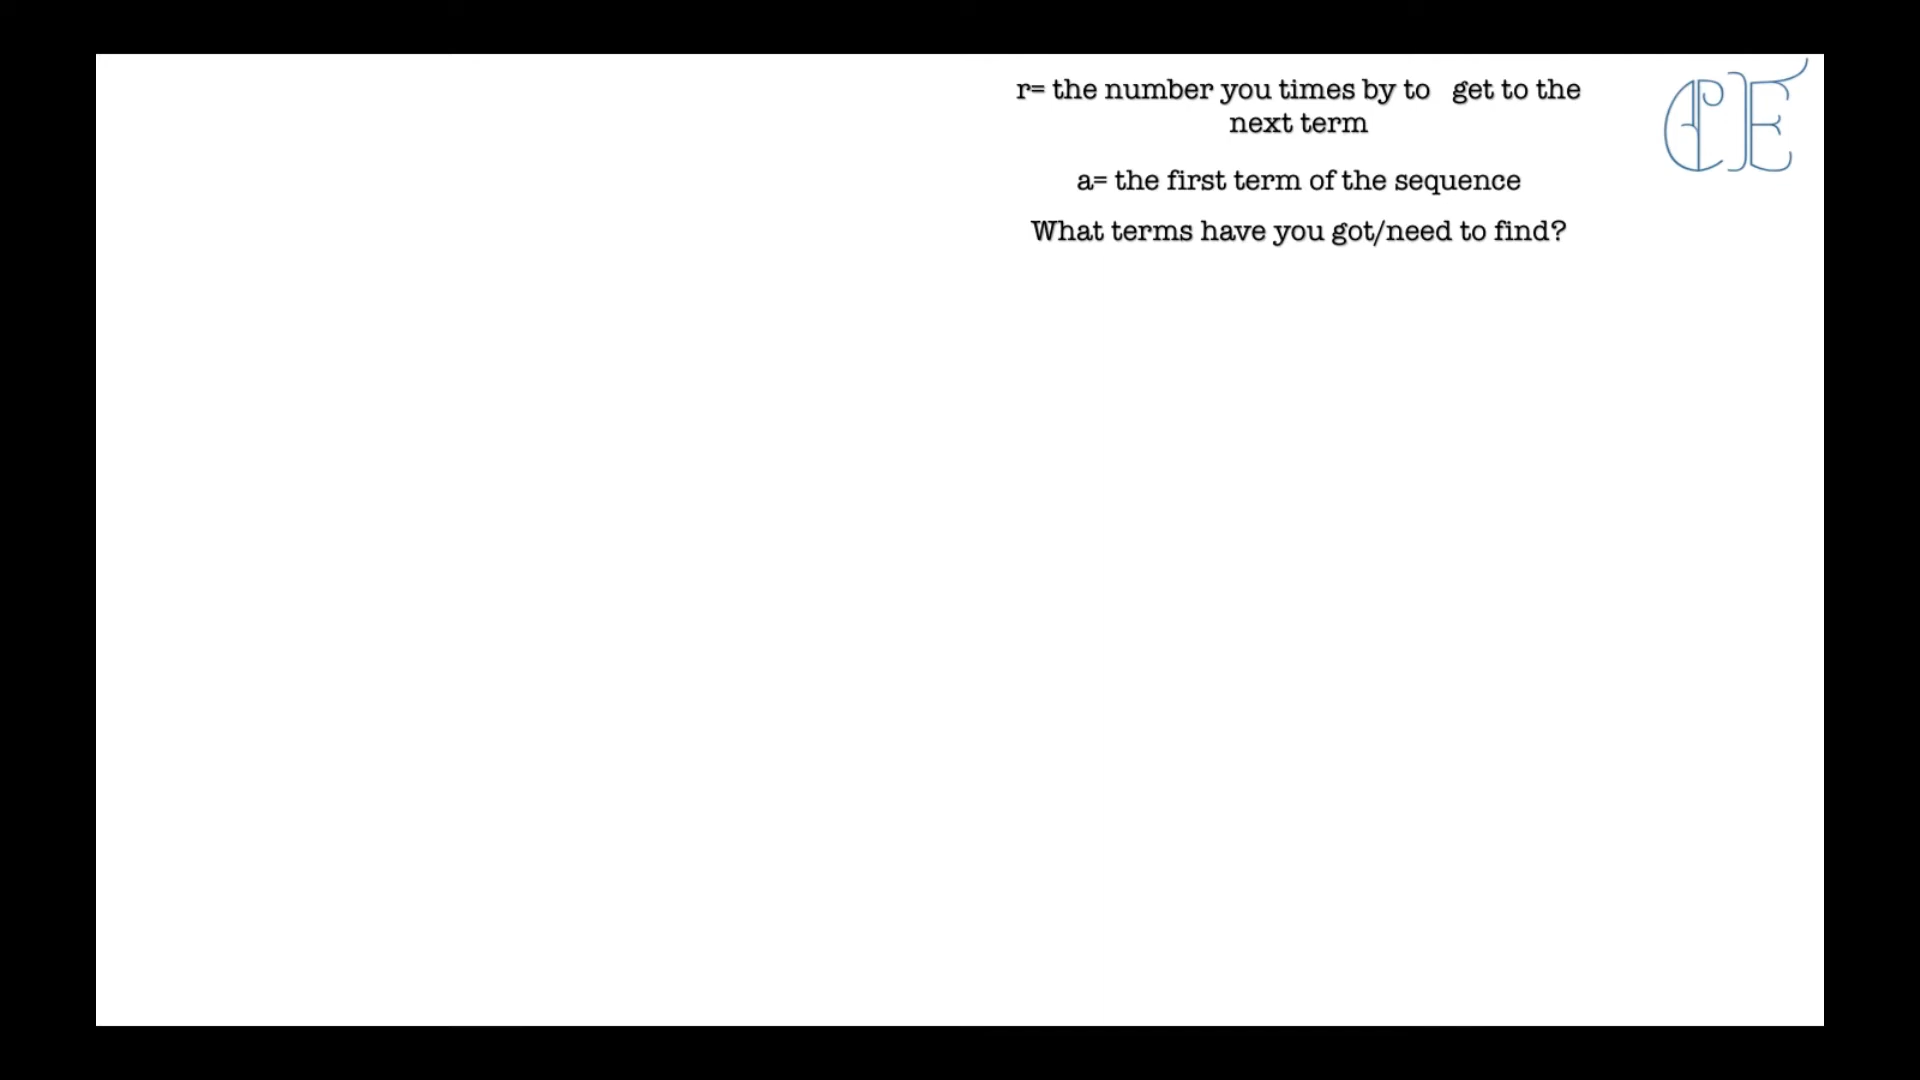 r= the number you times by to get to the
next term
a= the first term of the sequence
What terms have you got/need to find?
CE